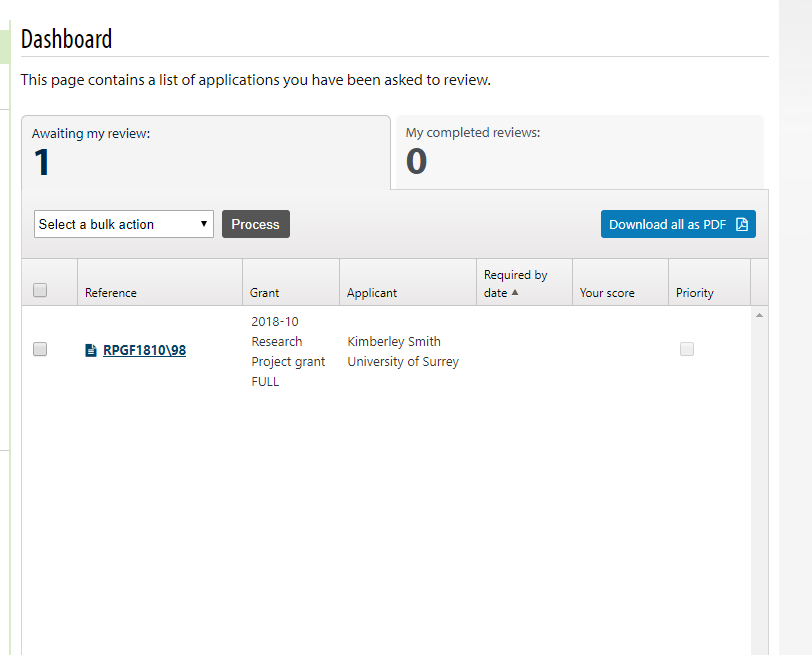 Dashboard
This page contains a list of applications you have been asked to review.
Awaiting my review:
1
My completed reviews:
0
Select a bulk action
Process
Download all as PDF
Reference
Grant
Applicant
Required by
date
Your score
Priority
RPGF1810\98
2018-10
Research
Project grant
FULL
Kimberley Smith
University of Surrey